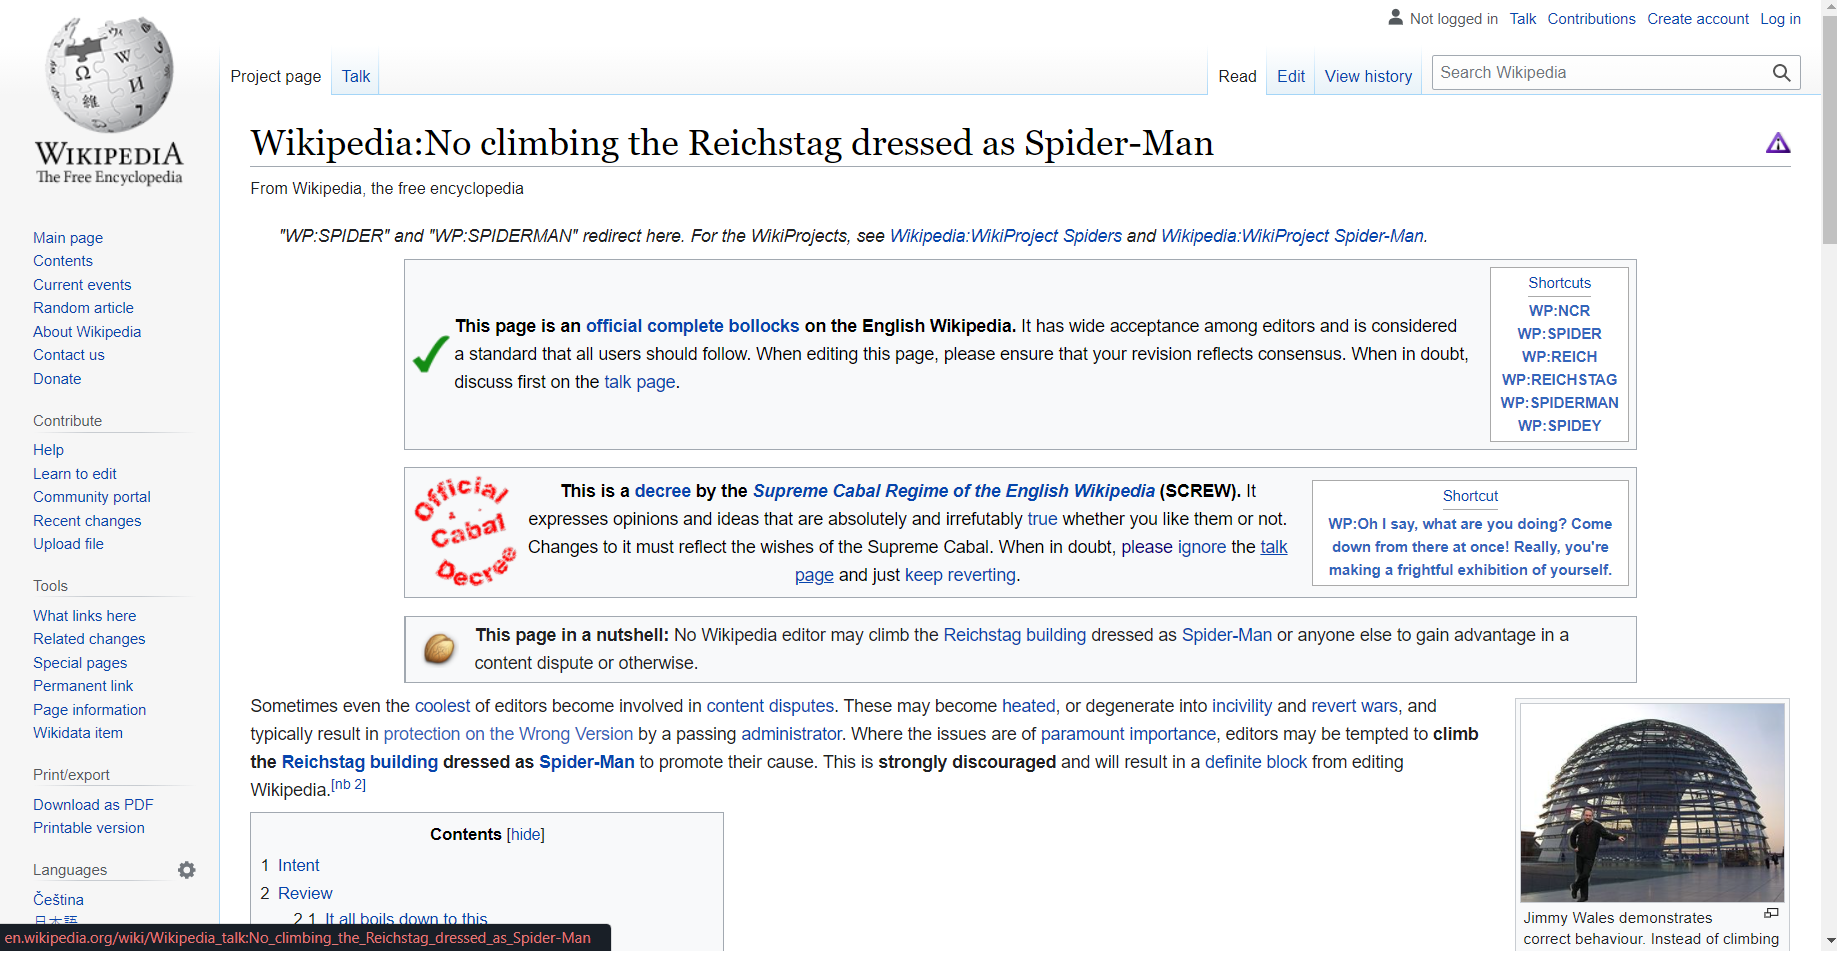 Not logged in Talk Contributions Create account Log in
Project page Talk Read Edit View history Search Wikipedia
WIKIPEDIA
The Free Encyclopedia
Wikipedia:No climbing the Reichstag dressed as Spider-Man
From Wikipedia, the free encyclopedia
"WP:SPIDER" and "WP:SPIDERMAN" redirect here. For the WikiProjects, see Wikipedia:WikiProject Spiders and Wikipedia:WikiProject Spider-Man.
Main page
Contents
Current events
Random article
About Wikipedia
Contact us
Donate
Contribute
Help
Learn to edit
Community portal
Recent changes
Upload file
Tools
What links here
Related changes
Special pages
Permanent link
Page information
Wikidata item
Print/export
Download as PDF
Printable version
Languages
Čeština
日本語
This page is an official complete bollocks on the English Wikipedia. It has wide acceptance among editors and is considered
a standard that all users should follow. When editing this page, please ensure that your revision reflects consensus. When in doubt,
discuss first on the talk page.
Shortcuts
WP:NCR
WP:SPIDER
WP:REICH
WP:REICHSTAG
WP:SPIDERMAN
WP:SPIDEY
Official
Cabal
Decree
This is a decree by the Supreme Cabal Regime of the English Wikipedia (SCREW). It
expresses opinions and ideas that are absolutely and irrefutably true whether you like them or not.
Changes to it must reflect the wishes of the Supreme Cabal. When in doubt, please ignore the talk
page and just keep reverting.
Shortcut
WP:Oh I say, what are you doing? Come
down from there at once! Really, you're
making a frightful exhibition of yourself.
This page in a nutshell: No Wikipedia editor may climb the Reichstag building dressed as Spider-Man or anyone else to gain advantage in a
content dispute or otherwise.
Sometimes even the coolest of editors become involved in content disputes. These may become heated, or degenerate into incivility and revert wars, and
typically result in protection on the Wrong Version by a passing administrator. Where the issues are of paramount importance, editors may be tempted to climb
the Reichstag building dressed as Spider-Man to promote their cause. This is strongly discouraged and will result in a definite block from editing
Wikipedia.[nb 2]
Contents [hide]
1 Intent
2 Review
2.1 It all boils down to this
Jimmy Wales demonstrates
correct behaviour. Instead of climbing
en.wikipedia.org/wiki/Wikipedia_talk:No_climbing_the_Reichstag_dressed_as_Spider-Man